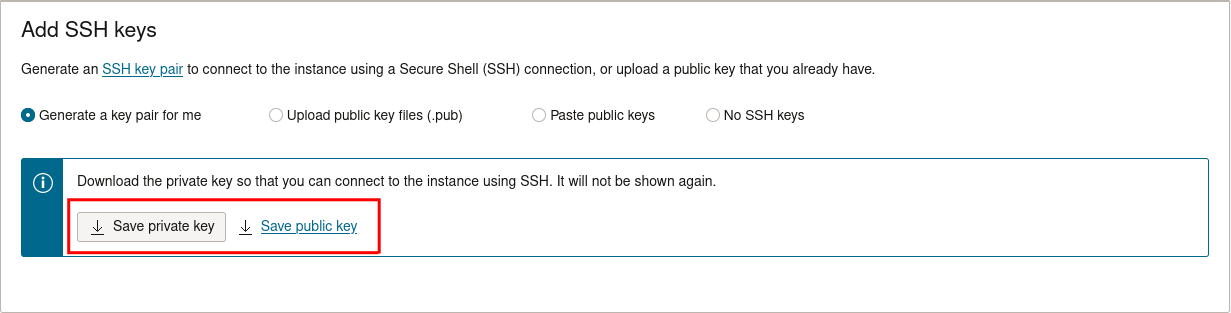 Add SSH keys
Generate an SSH key pair to connect to the instance using a Secure Shell (SSH) connection, or upload a public key that you already have.
Generate a key pair for me Upload public key files (.pub) Paste public keys No SSH keys
Download the private key so that you can connect to the instance using SSH. It will not be shown again.
Save private key Save public key